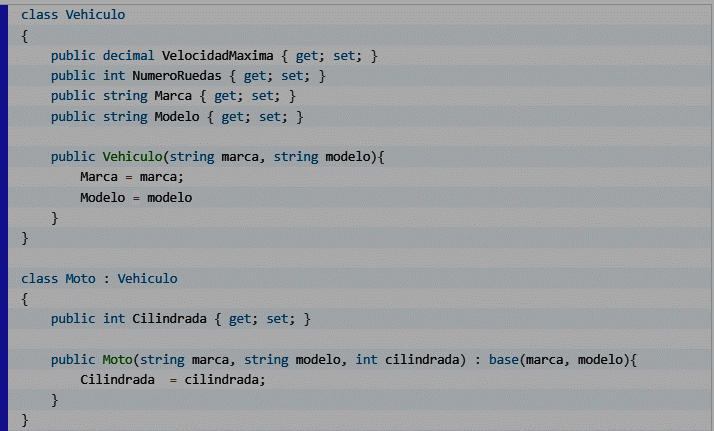 class Vehiculo
{
    public decimal VelocidadMaxima { get; set; }
    public int NumeroRuedas { get; set; }
    public string Marca { get; set; }
    public string Modelo { get; set; }

    public Vehiculo(string marca, string modelo){
        Marca = marca;
        Modelo = modelo
    }
}

class Moto : Vehiculo
{
    public int Cilindrada { get; set; }

    public Moto(string marca, string modelo, int cilindrada) : base(marca, modelo){
        Cilindrada  = cilindrada;
    }
}